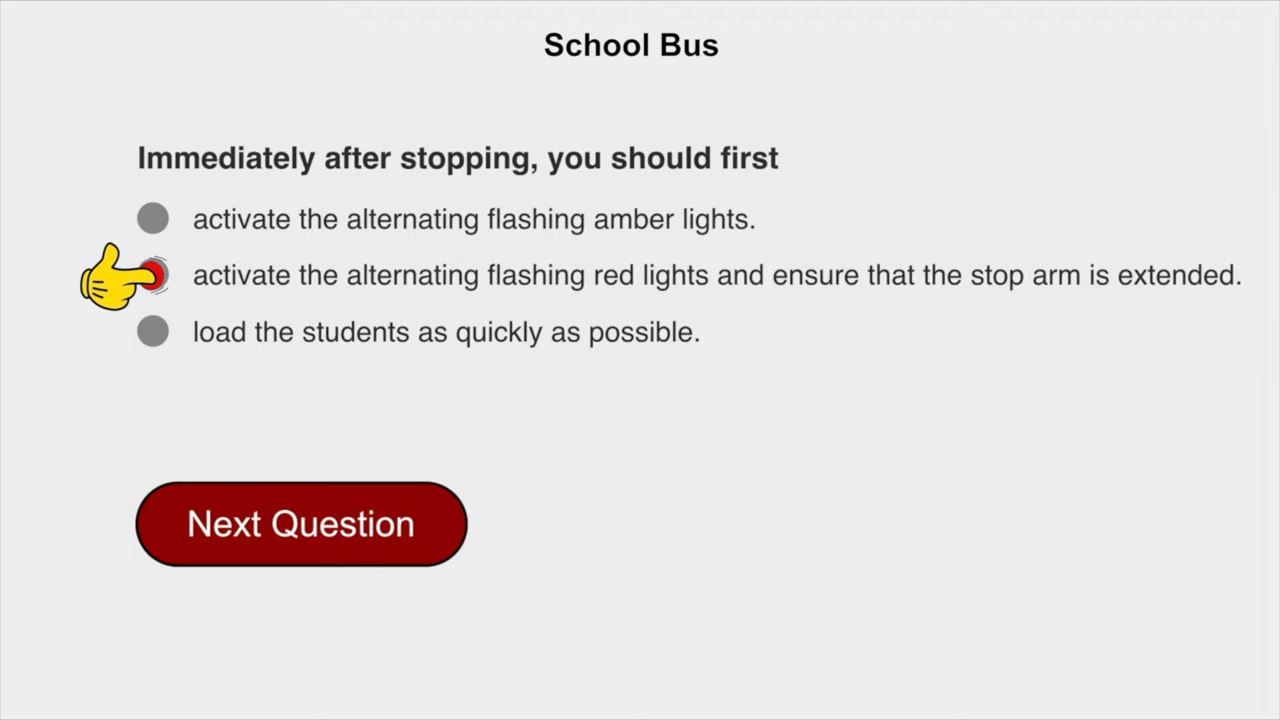 School Bus
Immediately after stopping, you should first
activate the alternating flashing amber lights.
activate the alternating flashing red lights and ensure that the stop arm is extended.
load the students as quickly as possible.
Next Question